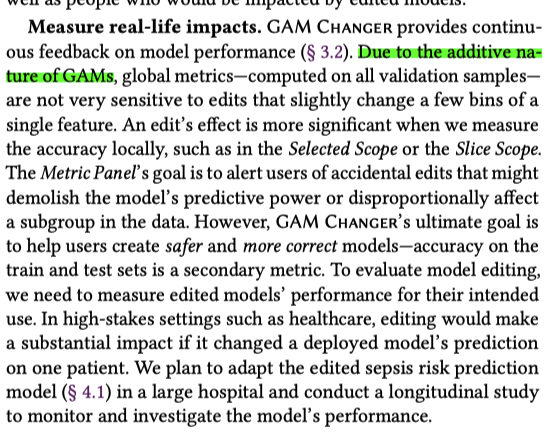 well as people who would be impacted by edited models.
Measure real-life impacts. GAM CHANGER provides continu-
ous feedback on model performance (§ 3.2). Due to the additive na-
ture of GAMs, global metrics—computed on all validation samples—
are not very sensitive to edits that slightly change a few bins of a
single feature. An edit's effect is more significant when we measure
the accuracy locally, such as in the Selected Scope or the Slice Scope.
The Metric Panel's goal is to alert users of accidental edits that might
demolish the model's predictive power or disproportionally affect
a subgroup in the data. However, GAM CHANGER's ultimate goal is
to help users create safer and more correct models—accuracy on the
train and test sets is a secondary metric. To evaluate model editing,
we need to measure edited models' performance for their intended
use. In high-stakes settings such as healthcare, editing would make
a substantial impact if it changed a deployed model's prediction
on one patient. We plan to adapt the edited sepsis risk prediction
model (§ 4.1) in a large hospital and conduct a longitudinal study
to monitor and investigate the model's performance.